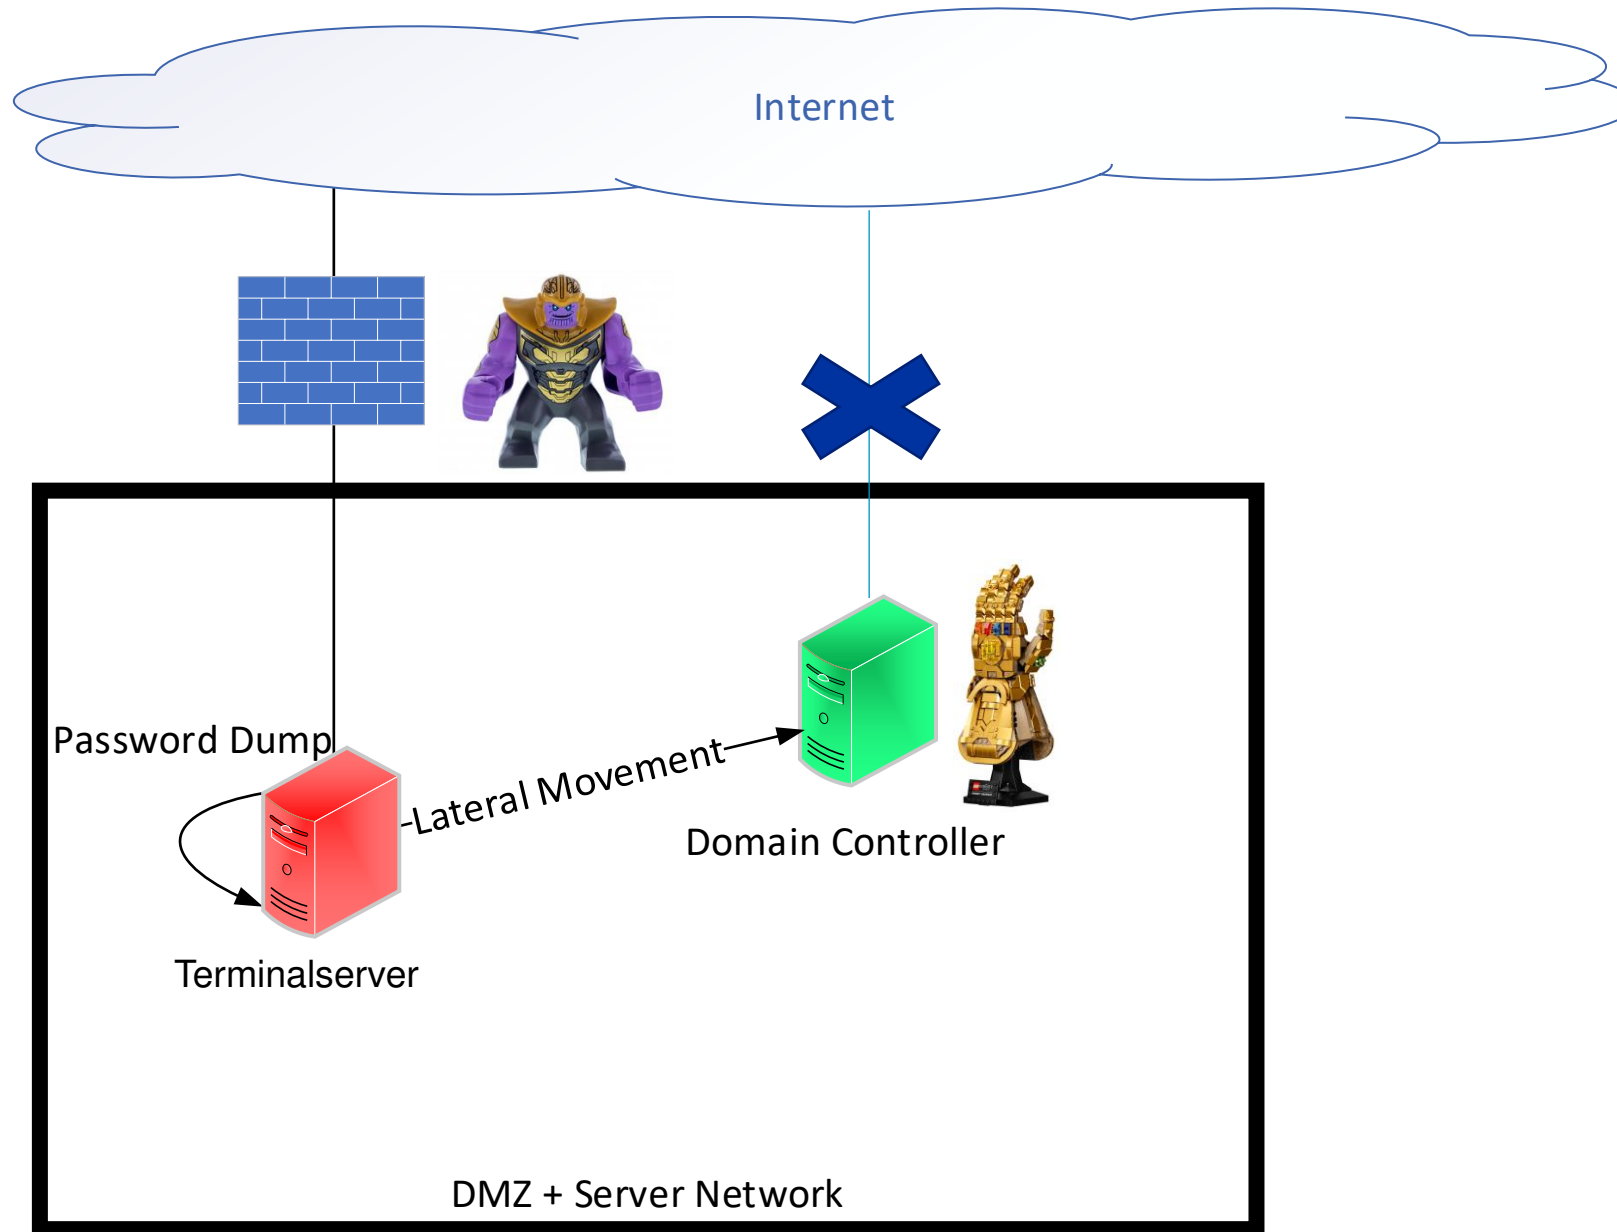 Internet
Password Dump
Lateral Movement
Domain Controller
Terminalserver
DMZ + Server Network